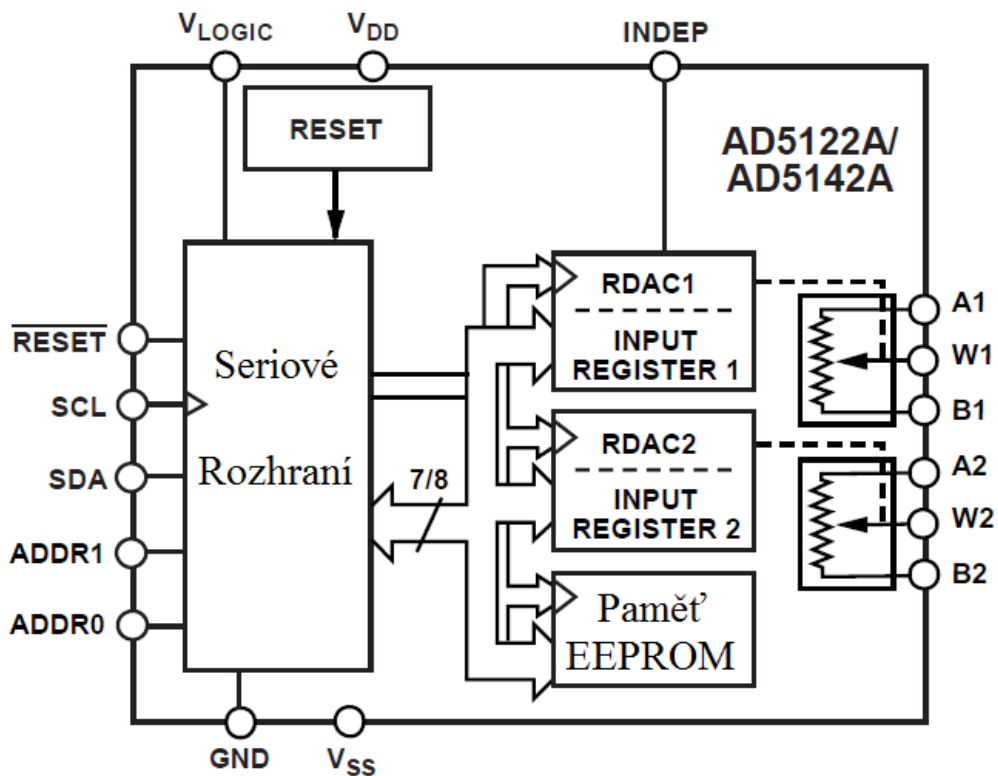 VLOGIC
VDD
INDEP
RESET
AD5122A/
AD5142A
RESET
SCL
SDA
ADDR1
ADDR0
Seriové
Rozhraní
7/8
RDAC1
INPUT
REGISTER 1
RDAC2
INPUT
REGISTER 2
Paměť
EEPROM
A1
W1
B1
A2
W2
B2
GND
VSS